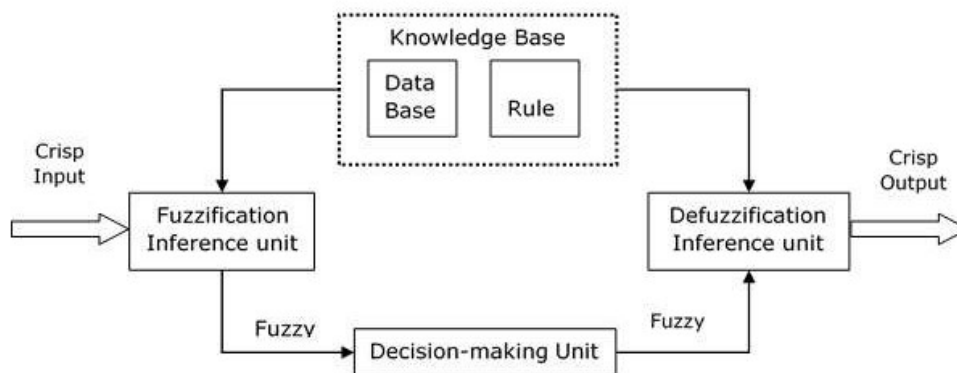 Knowledge Base
Data
Base
Rule
Crisp
Input
Crisp
Output
Fuzzification
Inference unit
Defuzzification
Inference unit
Fuzzy
Fuzzy
Decision-making Unit